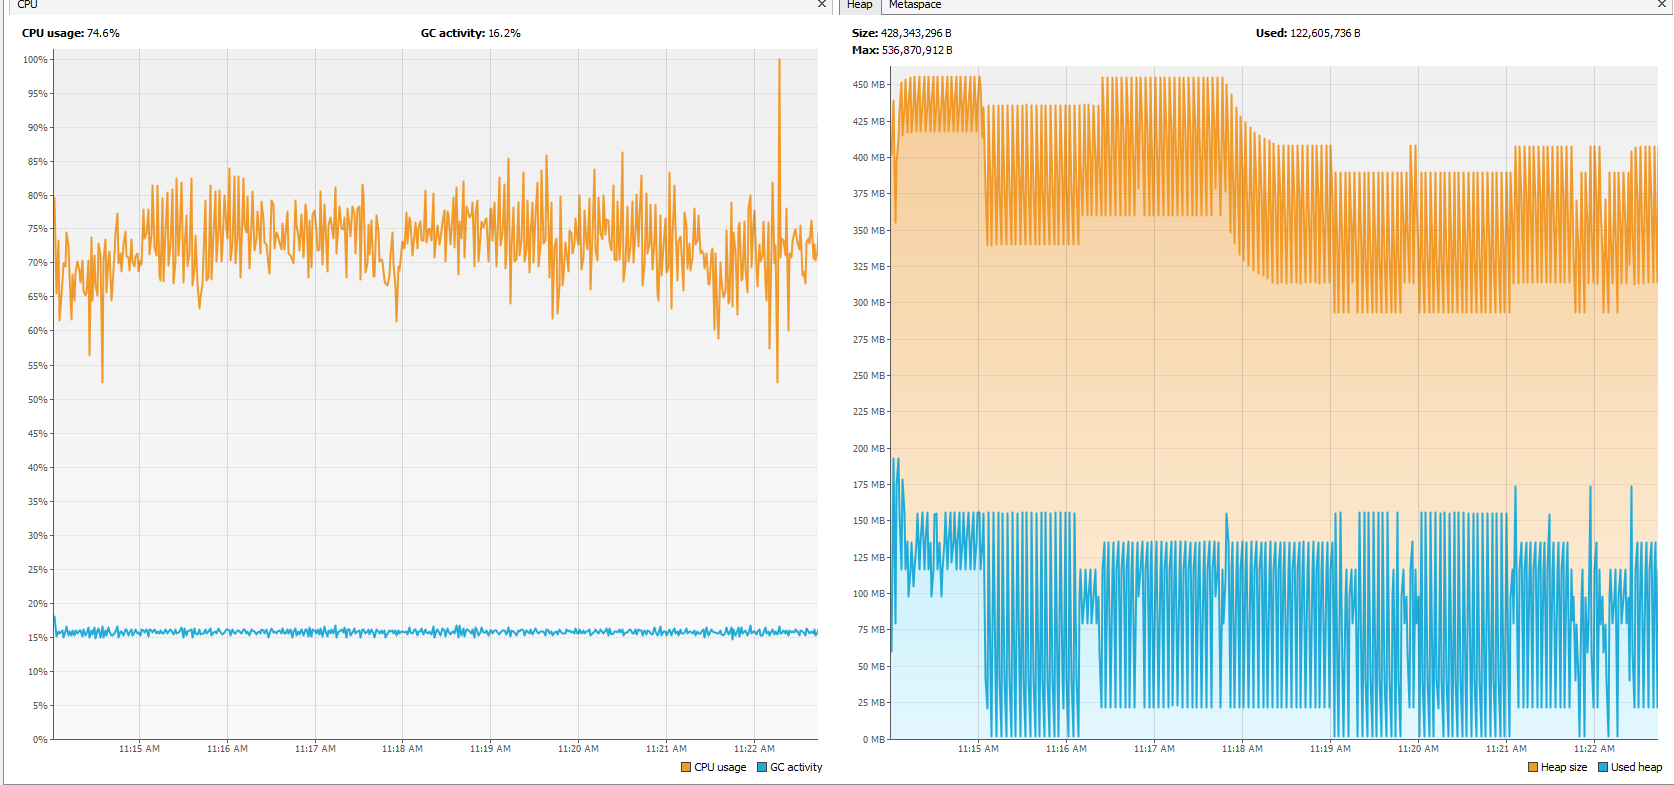 CPU
CPU usage: 74.6%
GC activity: 16.2%
100%
95%
90%
85%
80%
75%
70%
65%
60%
55%
50%
45%
40%
35%
30%
25%
20%
15%
10%
5%
0%
11:15 AM
11:16 AM
11:17 AM
11:18 AM
11:19 AM
11:20 AM
11:21 AM
11:22 AM
CPU usage
GC activity
Heap
Metaspace
Size: 428,343,296 B
Used: 122,605,736 B
Max: 536,870,912 B
450 MB
425 MB
400 MB
375 MB
350 MB
325 MB
300 MB
275 MB
250 MB
225 MB
200 MB
175 MB
150 MB
125 MB
100 MB
75 MB
50 MB
25 MB
0 MB
11:15 AM
11:16 AM
11:17 AM
11:18 AM
11:19 AM
11:20 AM
11:21 AM
11:22 AM
Heap size
Used heap